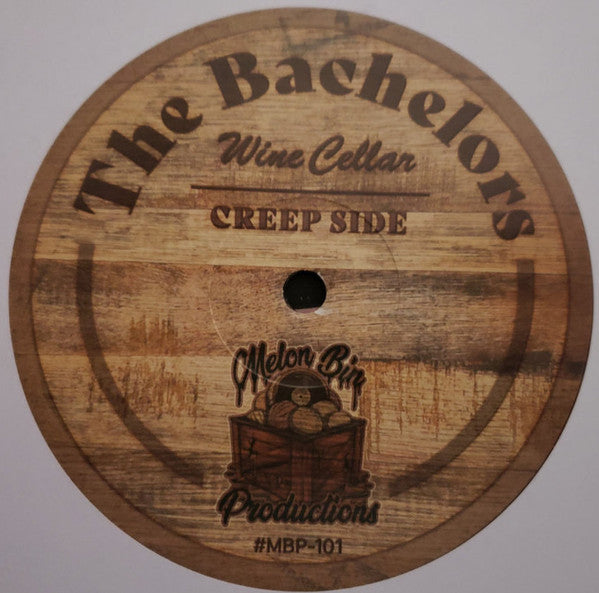 The Bachelors
Wine Cellar
CREEP SIDE
Melon Bin
Productions
#MBP-101